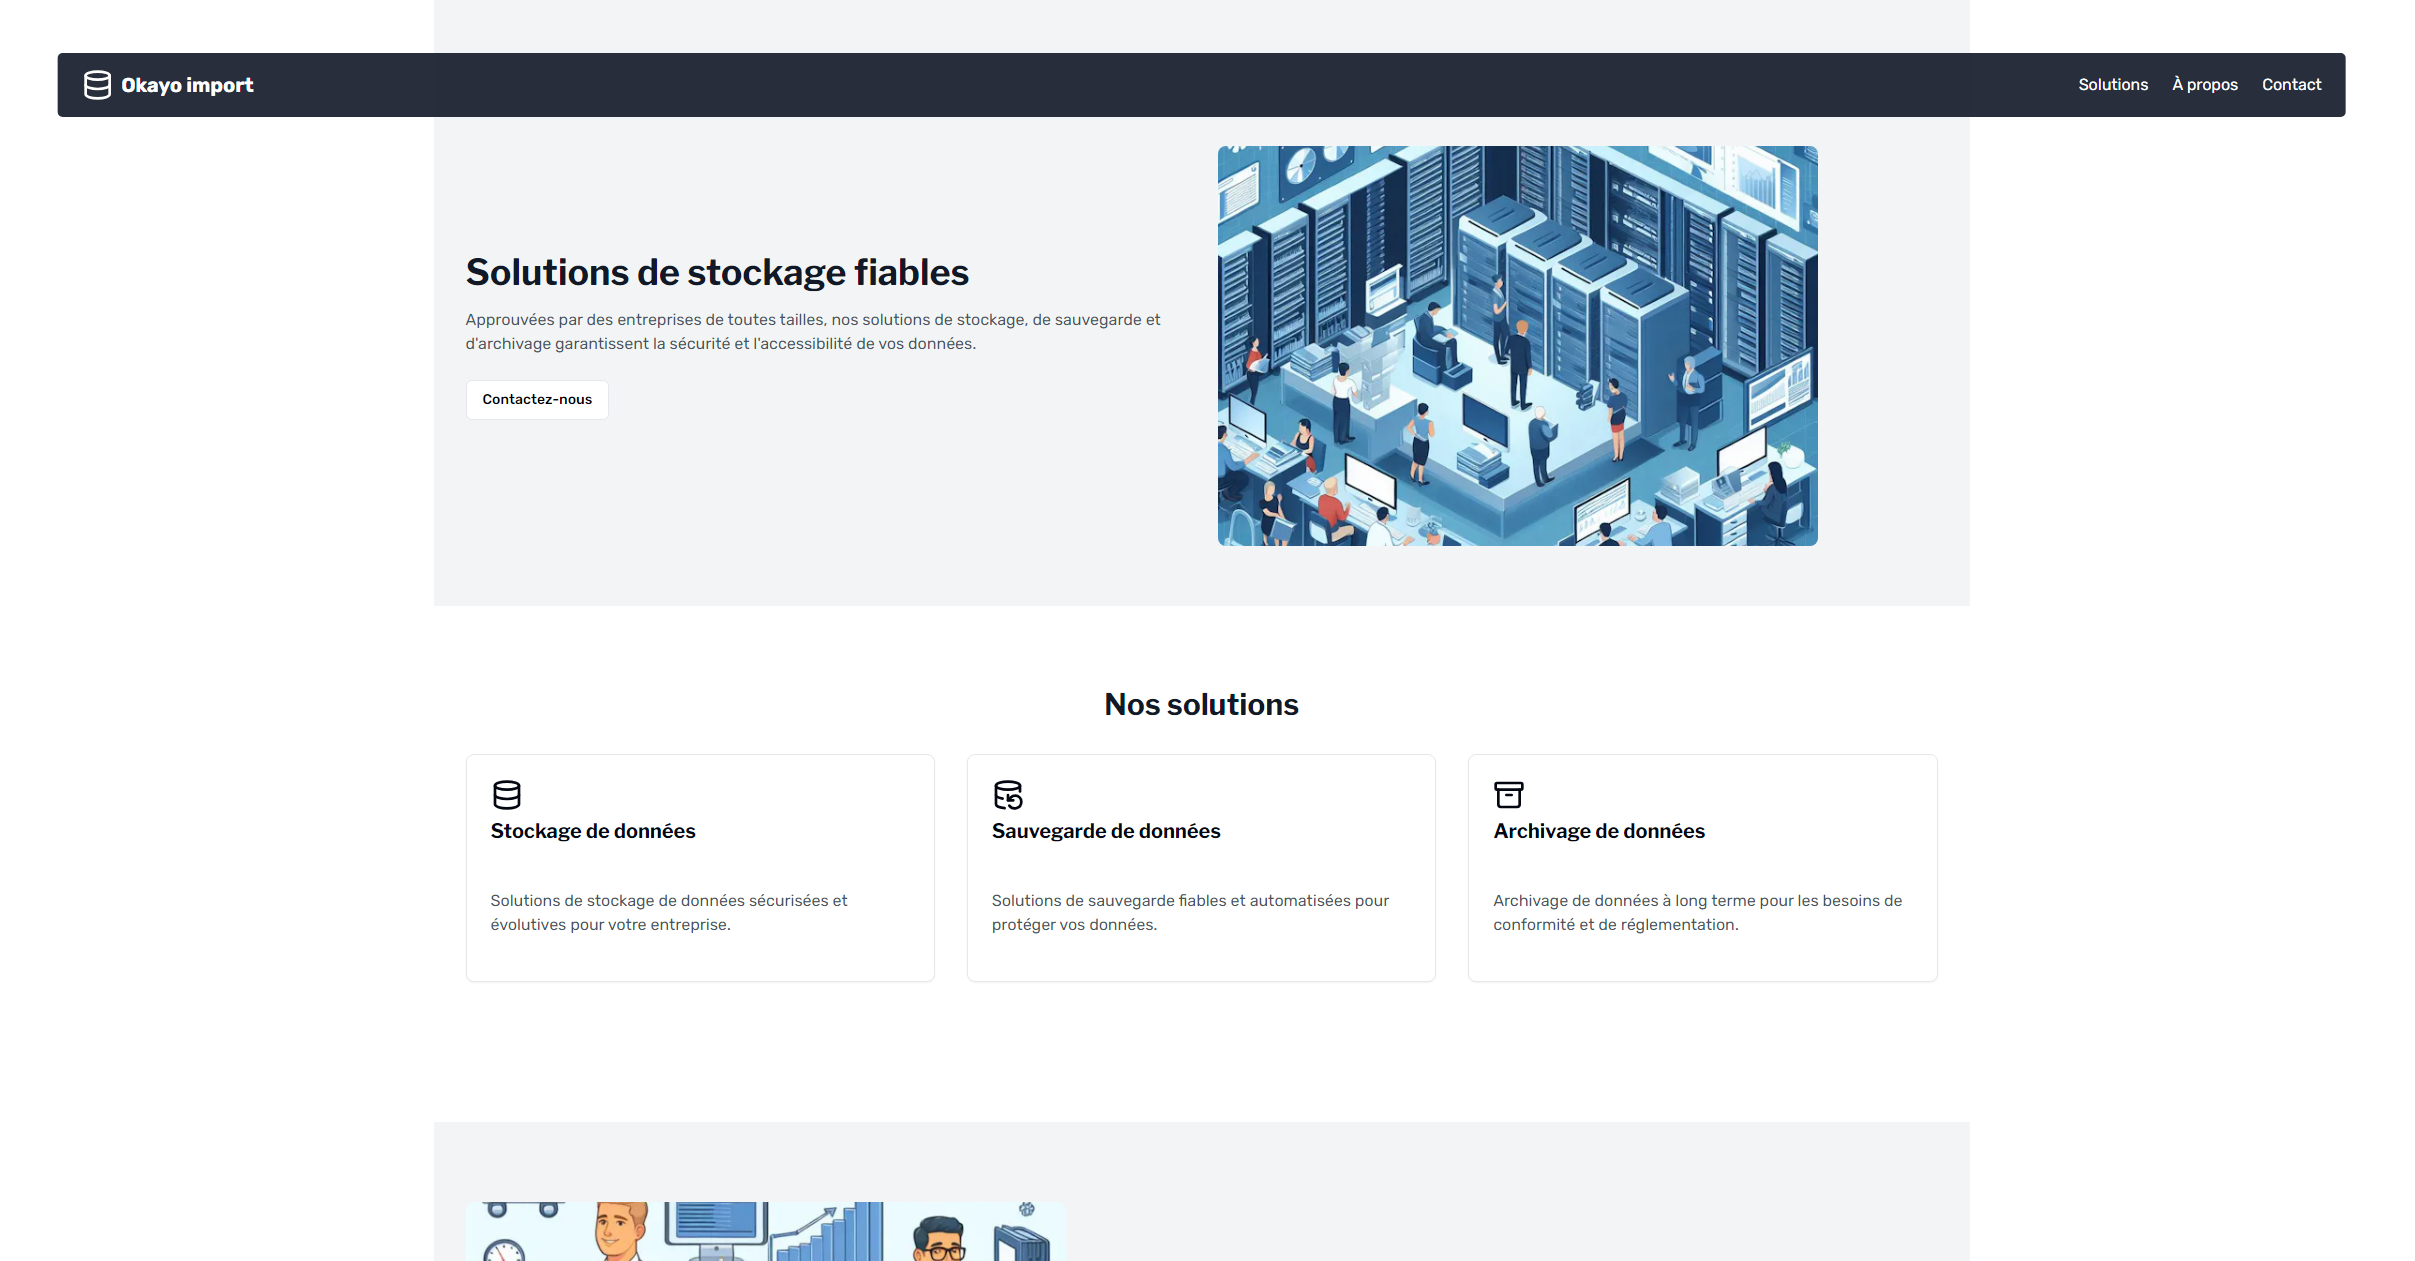 Okayo import
Solutions
À propos
Contact
Solutions de stockage fiables
Approuvées par des entreprises de toutes tailles, nos solutions de stockage, de sauvegarde et
d'archivage garantissent la sécurité et l'accessibilité de vos données.
Contactez-nous
Nos solutions
Stockage de données
Solutions de stockage de données sécurisées et
évolutives pour votre entreprise.
Sauvegarde de données
Solutions de sauvegarde fiables et automatisées pour
protéger vos données.
Archivage de données
Archivage de données à long terme pour les besoins de
conformité et de réglementation.